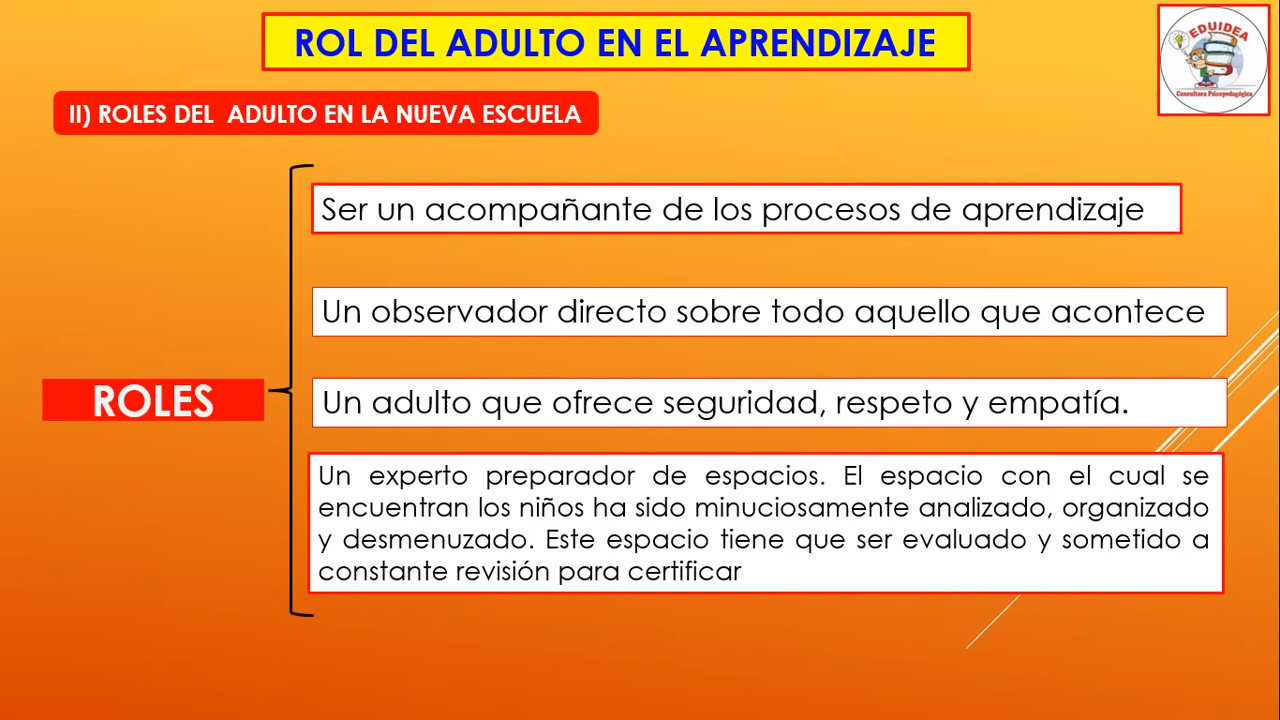 ROL DEL ADULTO EN EL APRENDIZAJE
EDUIDEA
Consultora Psicopedagógica
II) ROLES DEL  ADULTO EN LA NUEVA ESCUELA
Ser un acompañante de los procesos de aprendizaje
Un observador directo sobre todo aquello que acontece
ROLES
Un adulto que ofrece seguridad, respeto y empatía.
Un experto preparador de espacios. El espacio con el cual se
encuentran los niños ha sido minuciosamente analizado, organizado
y desmenuzado. Este espacio tiene que ser evaluado y sometido a
constante revisión para certificar